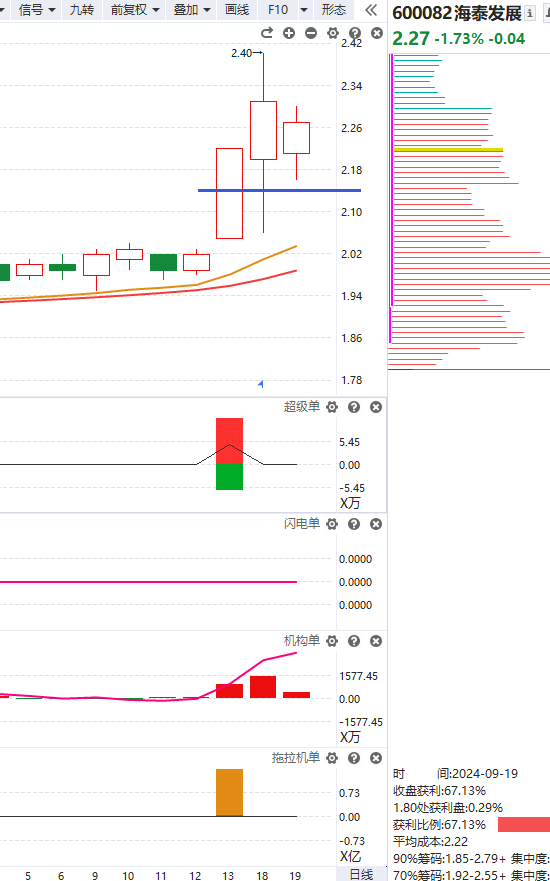 信号 九转 前复权 叠加 画线 F10 形态
600082海泰发展
2.27 -1.73% -0.04
2.40
2.42
2.34
2.26
2.18
2.10
2.02
1.94
1.86
1.78
超级单
5.45
0.00
-5.45
X万
闪电单
0.0000
0.0000
0.0000
机构单
1577.45
0.00
-1577.45
X万
拖拉机单
0.73
0.00
-0.73
X亿
5 6 9 10 11 12 13 18 19 日线
时 间:2024-09-19
收盘获利:67.13%
1.80处获利盘:0.29%
获利比例:67.13%
平均成本:2.22
90%筹码:1.85-2.79+ 集中度:
70%筹码:1.92-2.55+ 集中度: